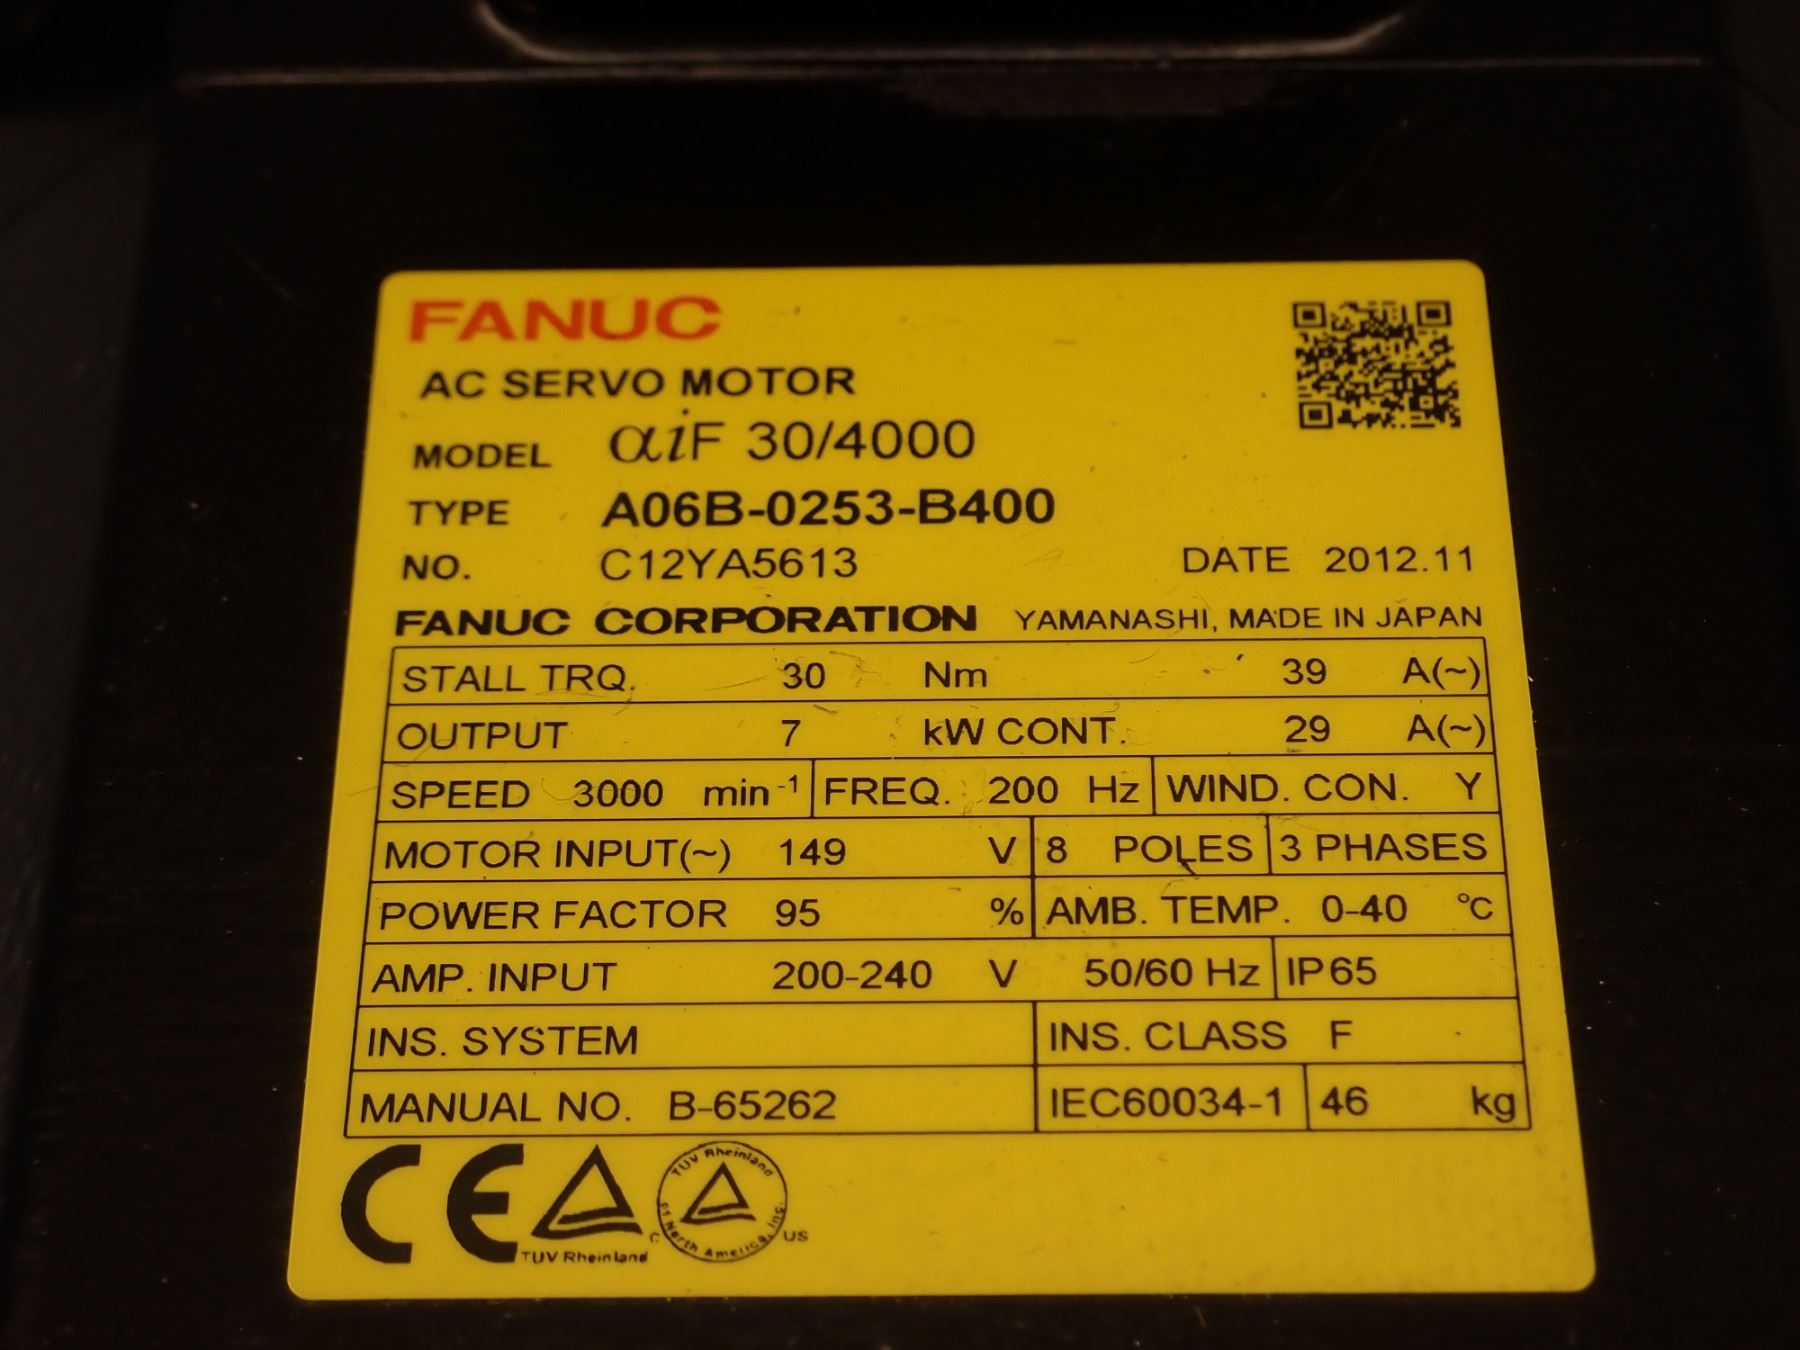 FANUC
AC SERVO MOTOR
MODEL αiF 30/4000
TYPE A06B-0253-B400
NO. C12YA5613 DATE 2012.11
FANUC CORPORATION YAMANASHI, MADE IN JAPAN
STALL TRQ. 30 Nm 39 A(~)
OUTPUT 7 kW CONT. 29 A(~)
SPEED 3000 min⁻¹ FREQ. 200 Hz WIND. CON. Y
MOTOR INPUT(~) 149 V 8 POLES 3 PHASES
POWER FACTOR 95 % AMB. TEMP. 0-40 °C
AMP. INPUT 200-240 V 50/60 Hz IP65
INS. SYSTEM INS. CLASS F
MANUAL NO. B-65262 IEC60034-1 46 kg
CE TUV Rheinland C TUV Rheinland of North America, Inc. US